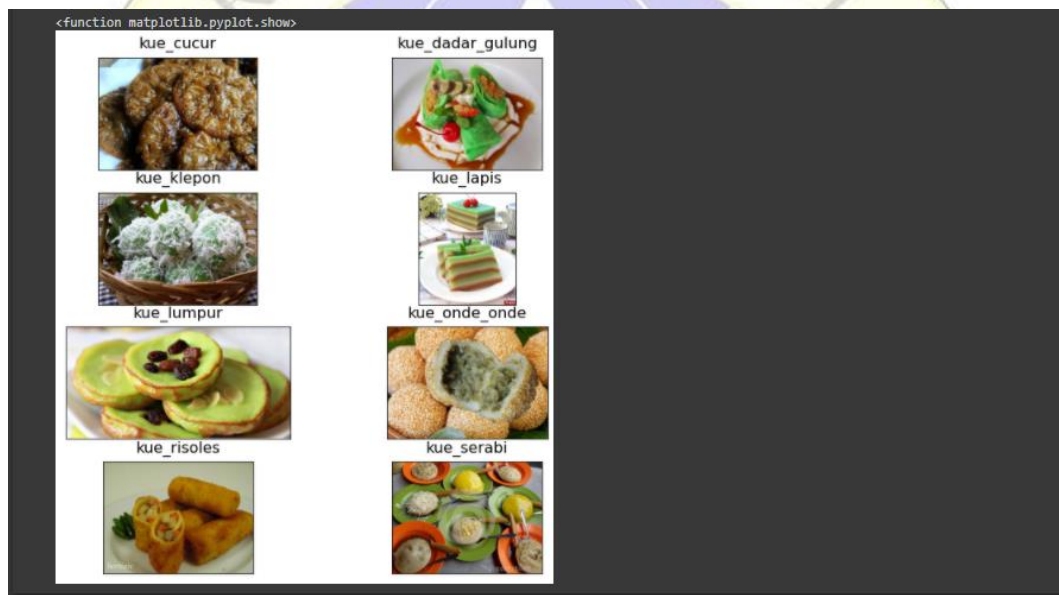 <function matplotlib.pyplot.show>
kue_cucur
kue_dadar_gulung
kue_klepon
kue_lapis
kue_lumpur
kue_onde_onde
kue_risoles
kue_serabi